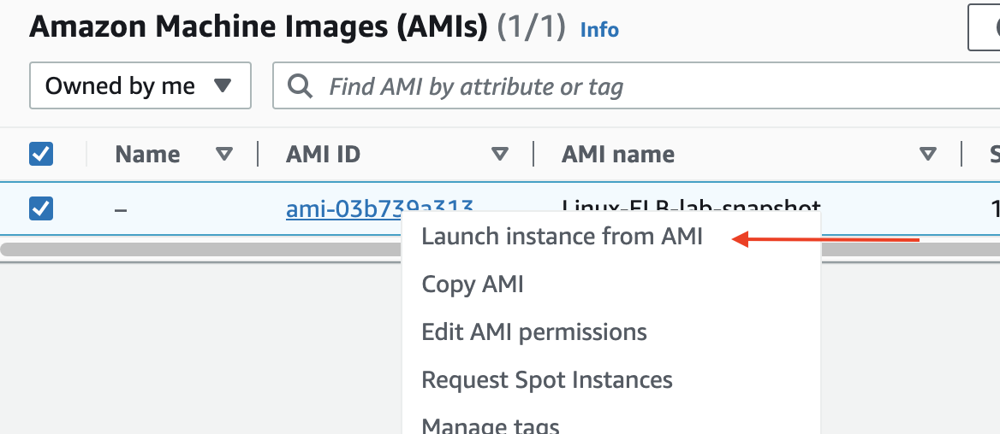 Amazon Machine Images (AMIs) (1/1) Info
Owned by me
Find AMI by attribute or tag
Name AMI ID AMI name
– ami-03b739a313 Linux-ELB-lab-snapshot
Launch instance from AMI
Copy AMI
Edit AMI permissions
Request Spot Instances
Manage tags